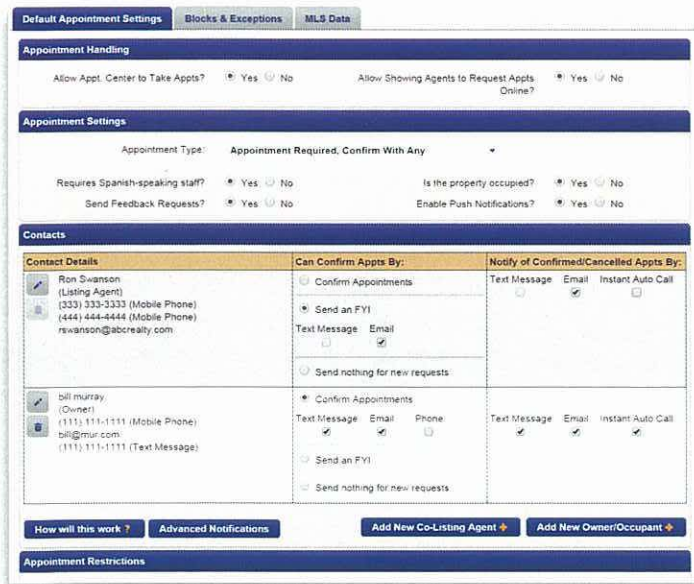 Default Appointment Settings Blocks & Exceptions MLS Data
Appointment Handling
Allow Appt. Center to Take Appts? Yes No Allow Showing Agents to Request Appts Online? Yes No
Appointment Settings
Appointment Type: Appointment Required, Confirm With Any
Requires Spanish-speaking staff? Yes No Is the property occupied? Yes No
Send Feedback Requests? Yes No Enable Push Notifications? Yes No
Contacts
Contact Details Can Confirm Appts By: Notify of Confirmed/Cancelled Appts By:
Ron Swanson
(Listing Agent)
(333) 333-3333 (Mobile Phone)
(444) 444-4444 (Mobile Phone)
rswanson@abcrealty.com
Confirm Appointments
Send an FYI
Text Message Email
Send nothing for new requests
Text Message Email Instant Auto Call
bill murray
(Owner)
(111) 111-1111 (Mobile Phone)
bill@mur.com
(111) 111-1111 (Text Message)
Confirm Appointments
Text Message Email Phone
Send an FYI
Send nothing for new requests
Text Message Email Instant Auto Call
How will this work ? Advanced Notifications Add New Co-Listing Agent + Add New Owner/Occupant +
Appointment Restrictions